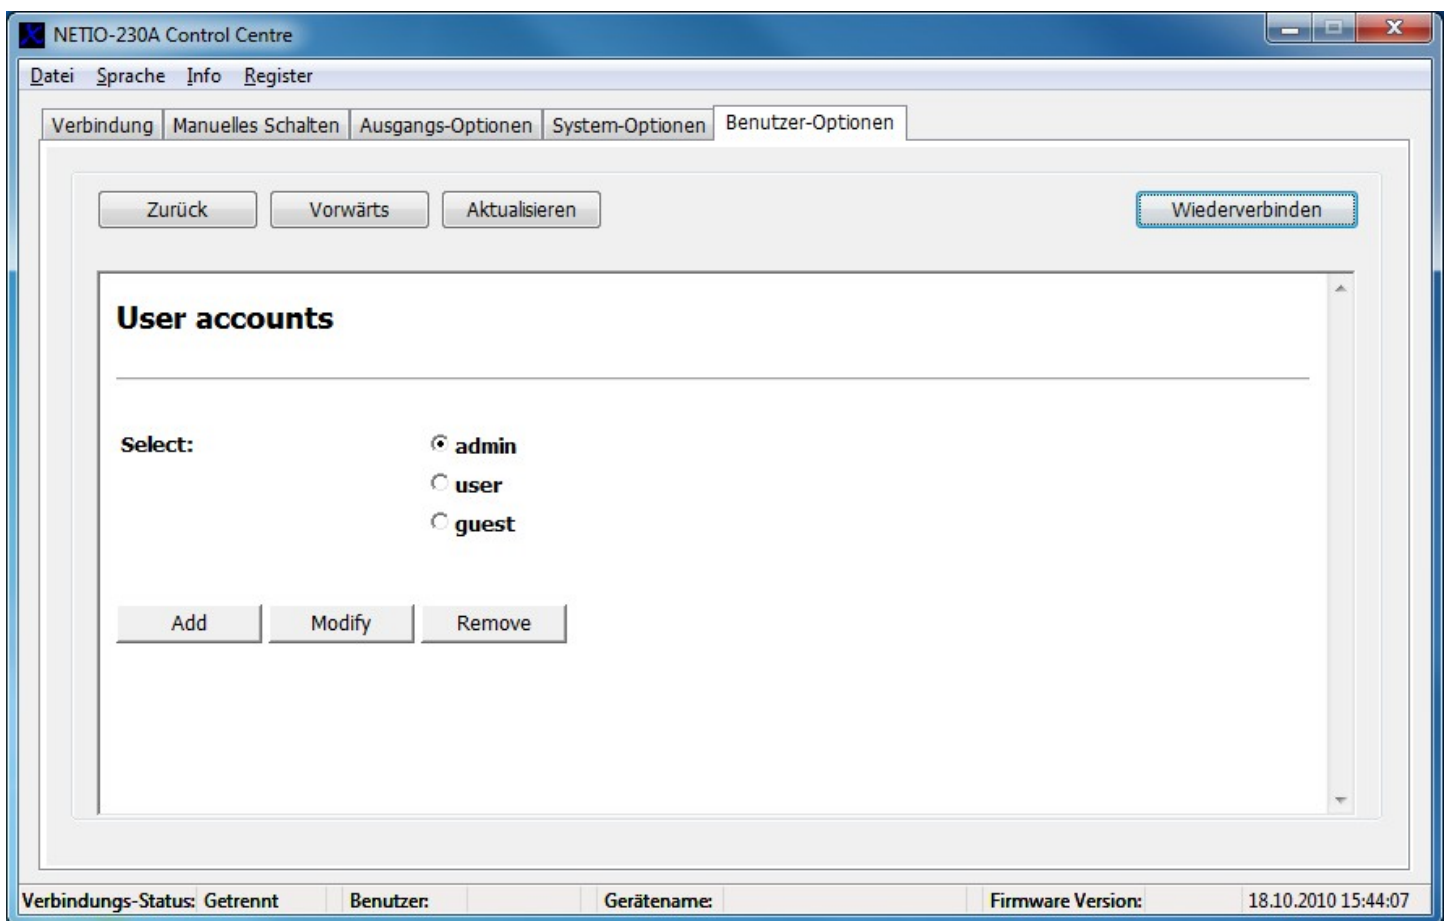 NETIO-230A Control Centre
Datei Sprache Info Register
Verbindung Manuelles Schalten Ausgangs-Optionen System-Optionen Benutzer-Optionen
Zurück Vorwärts Aktualisieren Wiederverbinden
User accounts
Select: admin
user
guest
Add Modify Remove
Verbindungs-Status: Getrennt Benutzer: Gerätename: Firmware Version: 18.10.2010 15:44:07